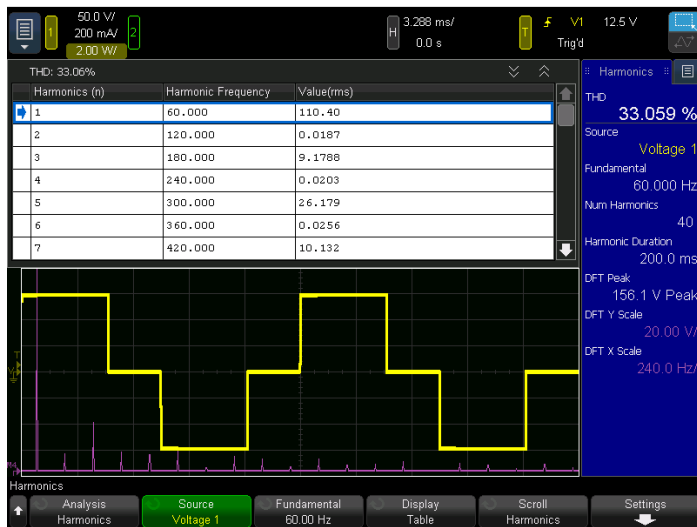 50.0 V/
1
200 mA/
2
2.00 W/
H
3.288 ms/
0.0 s
T
V1
12.5 V
Trig'd
THD: 33.06%
Harmonics (n) Harmonic Frequency Value(rms)
1 60.000 110.40
2 120.000 0.0187
3 180.000 9.1788
4 240.000 0.0203
5 300.000 26.179
6 360.000 0.0256
7 420.000 10.132
Harmonics
THD
33.059 %
Source
Voltage 1
Fundamental
60.000 Hz
Num Harmonics
40
Harmonic Duration
200.0 ms
DFT Peak
156.1 V Peak
DFT Y Scale
20.00 V/
DFT X Scale
240.0 Hz/
T
Harmonics
Analysis
Harmonics
Source
Voltage 1
Fundamental
60.00 Hz
Display
Table
Scroll
Harmonics
Settings